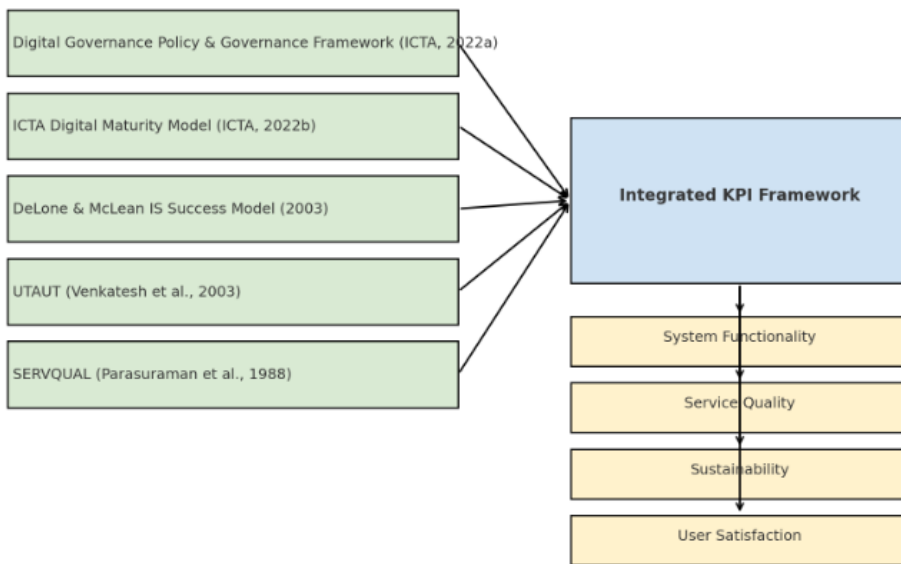 Digital Governance Policy & Governance Framework (ICTA, 2022a)
ICTA Digital Maturity Model (ICTA, 2022b)
DeLone & McLean IS Success Model (2003)
UTAUT (Venkatesh et al., 2003)
SERVQUAL (Parasuraman et al., 1988)
Integrated KPI Framework
System Functionality
Service Quality
Sustainability
User Satisfaction